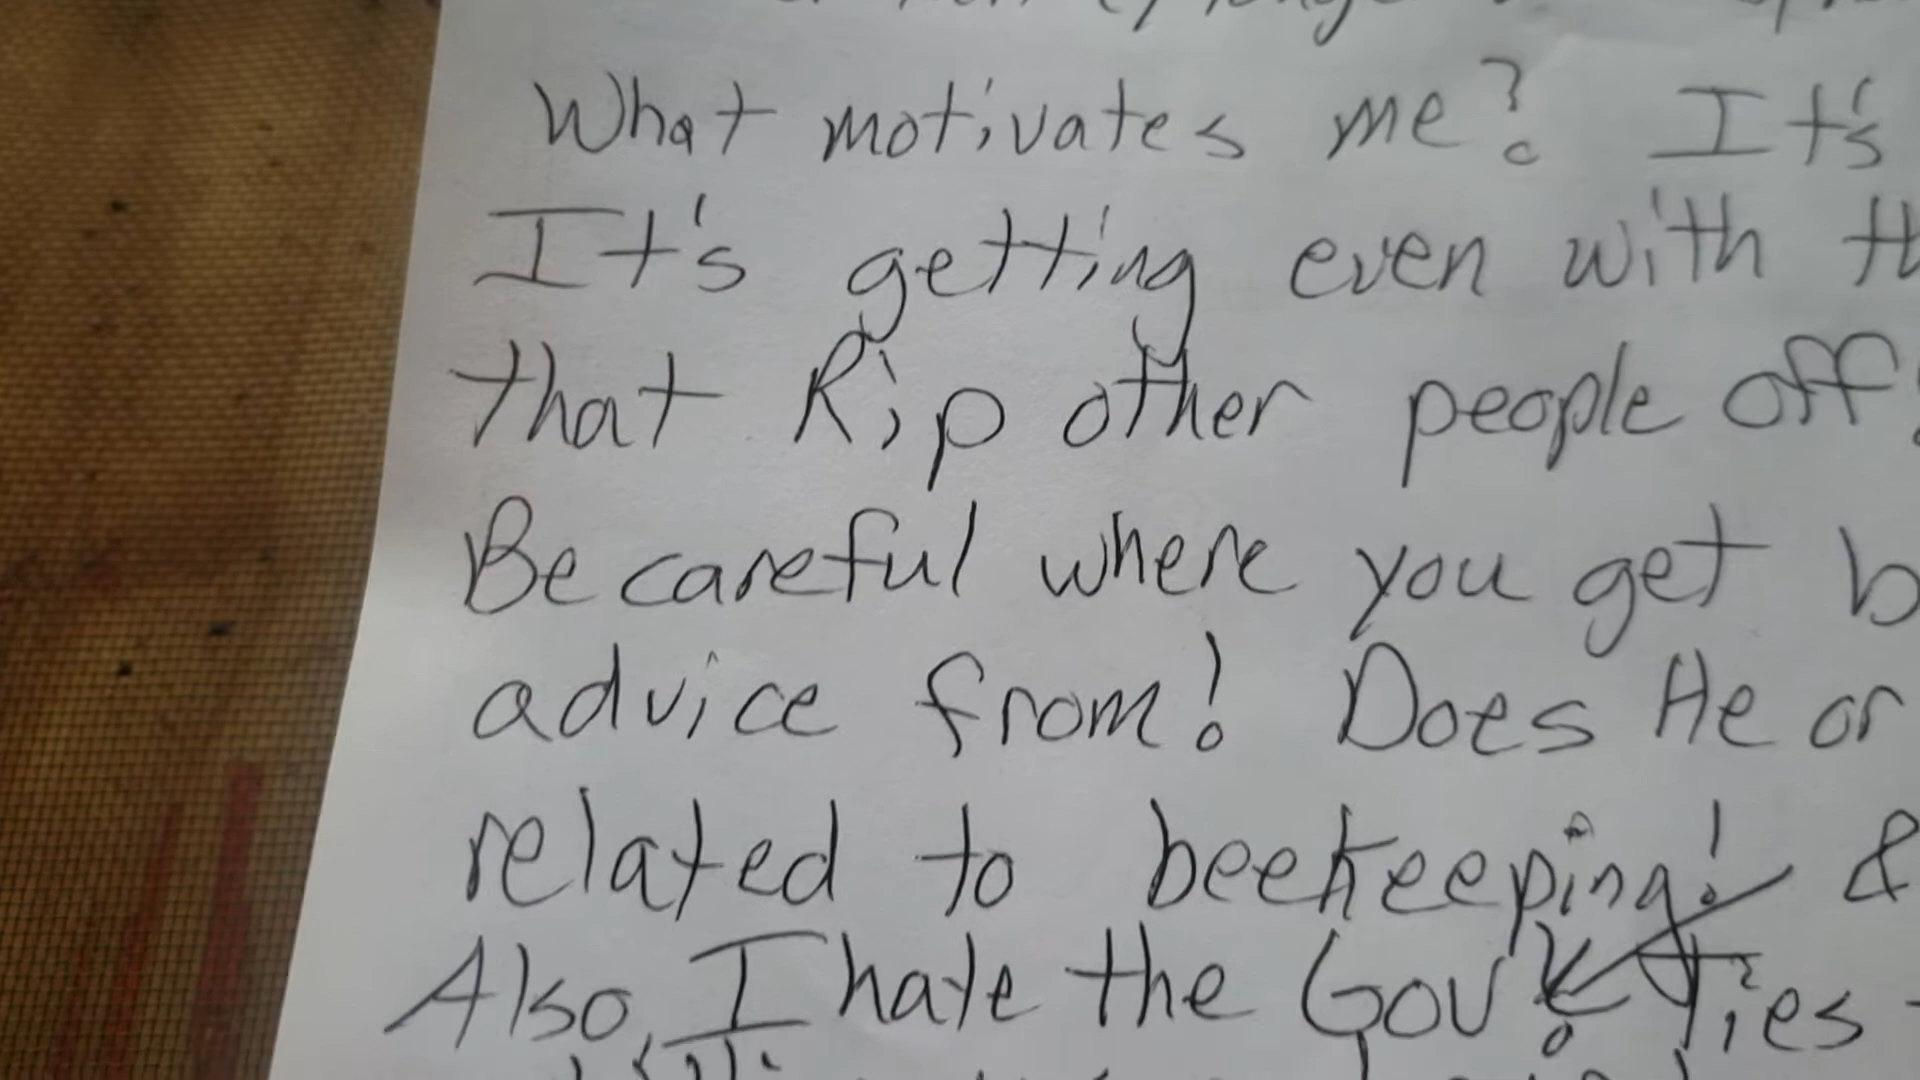 What motivates me? It's
It's getting even with
that Rip other people off!
Be careful where you get
advice from! Does He or
related to beekeeping! &
Also, I hate the Gov! Ties